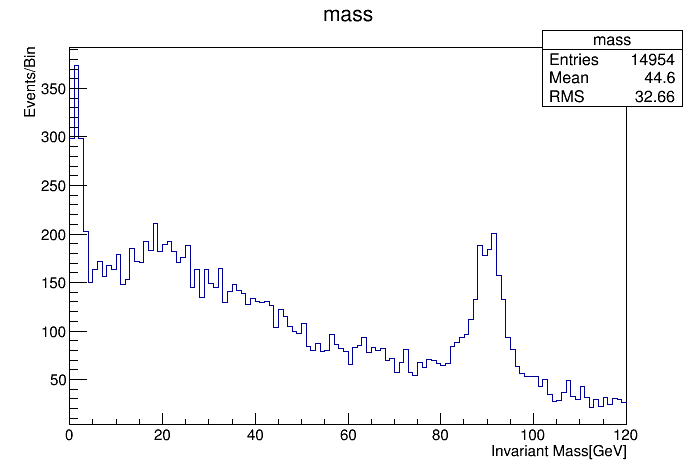 mass
mass
Entries 14954
Mean 44.6
RMS 32.66
Events/Bin
350
300
250
200
150
100
50
0 20 40 60 80 100 120
Invariant Mass[GeV]